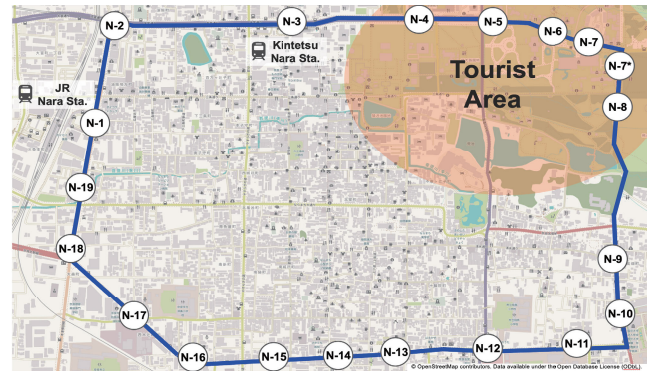 N-2
N-3
N-4
N-5
N-6
N-7
N-7*
Kintetsu
Nara Sta.
Tourist
Area
JR
Nara Sta.
N-8
N-1
N-19
N-18
N-9
N-17
N-10
N-16
N-15
N-14
N-13
N-12
N-11
© OpenStreetMap contributors. Data available under the Open Database License (ODbL).